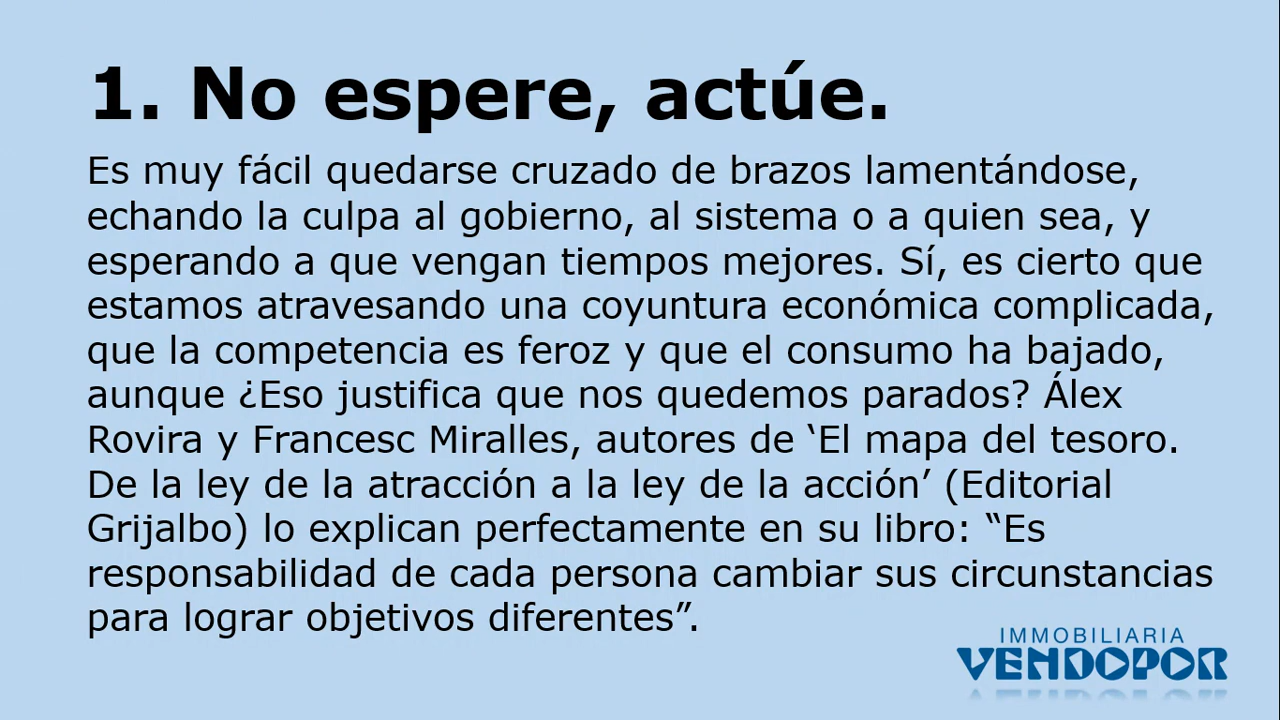 1. No espere, actúe.
Es muy fácil quedarse cruzado de brazos lamentándose,
echando la culpa al gobierno, al sistema o a quien sea, y
esperando a que vengan tiempos mejores. Sí, es cierto que
estamos atravesando una coyuntura económica complicada,
que la competencia es feroz y que el consumo ha bajado,
aunque ¿Eso justifica que nos quedemos parados? Álex
Rovira y Francesc Miralles, autores de ‘El mapa del tesoro.
De la ley de la atracción a la ley de la acción’ (Editorial
Grijalbo) lo explican perfectamente en su libro: “Es
responsabilidad de cada persona cambiar sus circunstancias
para lograr objetivos diferentes”.
IMMOBILIARIA
VENDOPOR